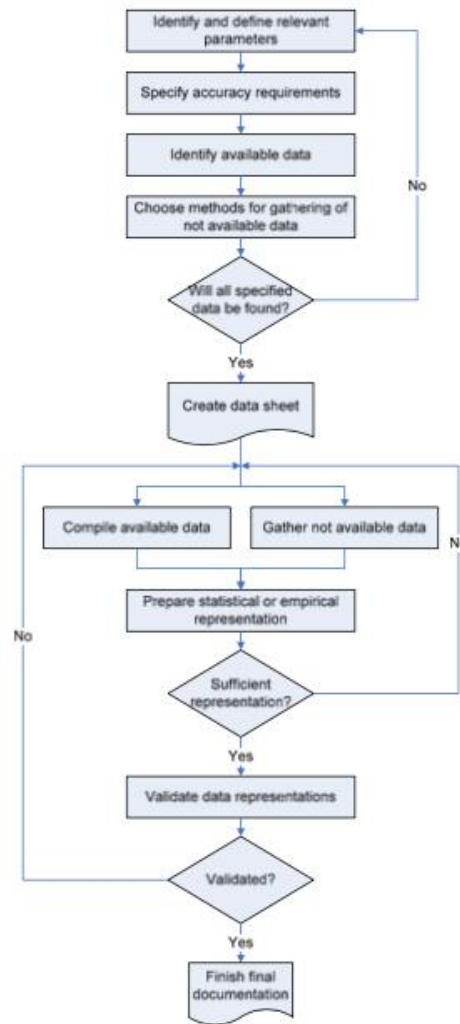 Identify and define relevant
parameters
Specify accuracy requirements
Identify available data
No
Choose methods for gathering of
not available data
Will all specified
data be found?
Yes
Create data sheet
Compile available data
Gather not available data
N
Prepare statistical or empirical
representation
No
Sufficient
representation?
Yes
Validate data representations
Validated?
Yes
Finish final
documentation